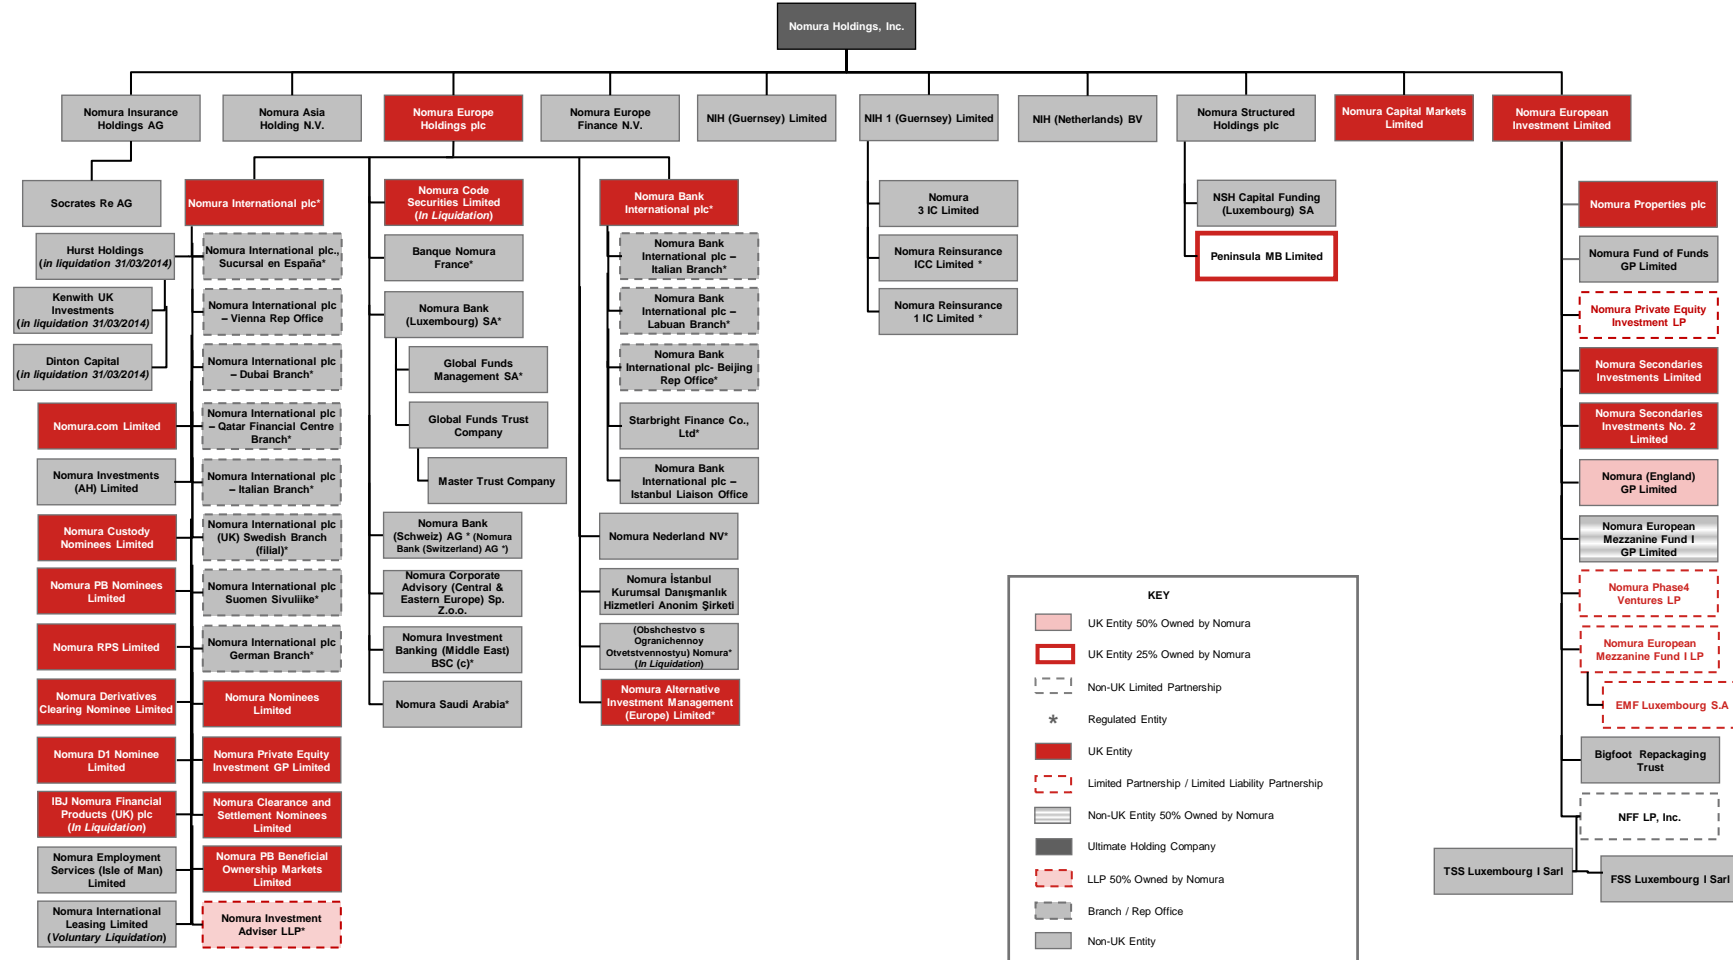 Nomura Holdings, Inc.
Nomura Insurance
Holdings AG
Nomura Asia
Holding N.V.
Nomura Europe
Holdings plc
Nomura Europe
Finance N.V.
NIH (Guernsey) Limited
NIH 1 (Guernsey) Limited
NIH (Netherlands) BV
Nomura Structured
Holdings plc
Nomura Capital Markets
Limited
Nomura European
Investment Limited
Socrates Re AG
Hurst Holdings
(in liquidation 31/03/2014)
Kenwith UK
Investments
(in liquidation 31/03/2014)
Dinton Capital
(in liquidation 31/03/2014)
Nomura.com Limited
Nomura Investments
(AH) Limited
Nomura Custody
Nominees Limited
Nomura PB Nominees
Limited
Nomura RPS Limited
Nomura Derivatives
Clearing Nominee Limited
Nomura D1 Nominee
Limited
IBJ Nomura Financial
Products (UK) plc
(In Liquidation)
Nomura Employment
Services (Isle of Man)
Limited
Nomura International
Leasing Limited
(Voluntary Liquidation)
Nomura International plc*
Nomura International plc.,
Sucursal en España*
Nomura International plc
– Vienna Rep Office
Nomura International plc
– Dubai Branch*
Nomura International plc
– Qatar Financial Centre
Branch*
Nomura International plc
– Italian Branch*
Nomura International plc
(UK) Swedish Branch
(filial)*
Nomura International plc
Suomen Sivuliike*
Nomura International plc
German Branch*
Nomura Nominees
Limited
Nomura Private Equity
Investment GP Limited
Nomura Clearance and
Settlement Nominees
Limited
Nomura PB Beneficial
Ownership Markets
Limited
Nomura Investment
Adviser LLP*
Nomura Code
Securities Limited
(In Liquidation)
Banque Nomura
France*
Nomura Bank
(Luxembourg) SA*
Global Funds
Management SA*
Global Funds Trust
Company
Master Trust Company
Nomura Bank
(Schweiz) AG * (Nomura
Bank (Switzerland) AG *)
Nomura Corporate
Advisory (Central &
Eastern Europe) Sp.
Z.o.o.
Nomura Investment
Banking (Middle East)
BSC (c)*
Nomura Saudi Arabia*
Nomura Bank
International plc*
Nomura Bank
International plc –
Italian Branch*
Nomura Bank
International plc –
Labuan Branch*
Nomura Bank
International plc- Beijing
Rep Office*
Starbright Finance Co.,
Ltd*
Nomura Bank
International plc –
Istanbul Liaison Office
Nomura Nederland NV*
Nomura İstanbul
Kurumsal Danışmanlık
Hizmetleri Anonim Şirketi
(Obshchestvo s
Ogranichennoy
Otvetstvennostyu) Nomura*
(In Liquidation)
Nomura Alternative
Investment Management
(Europe) Limited*
Nomura
3 IC Limited
Nomura Reinsurance
ICC Limited *
Nomura Reinsurance
1 IC Limited *
NSH Capital Funding
(Luxembourg) SA
Peninsula MB Limited
Nomura Properties plc
Nomura Fund of Funds
GP Limited
Nomura Private Equity
Investment LP
Nomura Secondaries
Investments Limited
Nomura Secondaries
Investments No. 2
Limited
Nomura (England)
GP Limited
Nomura European
Mezzanine Fund I
GP Limited
Nomura Phase4
Ventures LP
Nomura European
Mezzanine Fund I LP
EMF Luxembourg S.A
Bigfoot Repackaging
Trust
NFF LP, Inc.
TSS Luxembourg I Sarl
FSS Luxembourg I Sarl
KEY
UK Entity 50% Owned by Nomura
UK Entity 25% Owned by Nomura
Non-UK Limited Partnership
* Regulated Entity
UK Entity
Limited Partnership / Limited Liability Partnership
Non-UK Entity 50% Owned by Nomura
Ultimate Holding Company
LLP 50% Owned by Nomura
Branch / Rep Office
Non-UK Entity